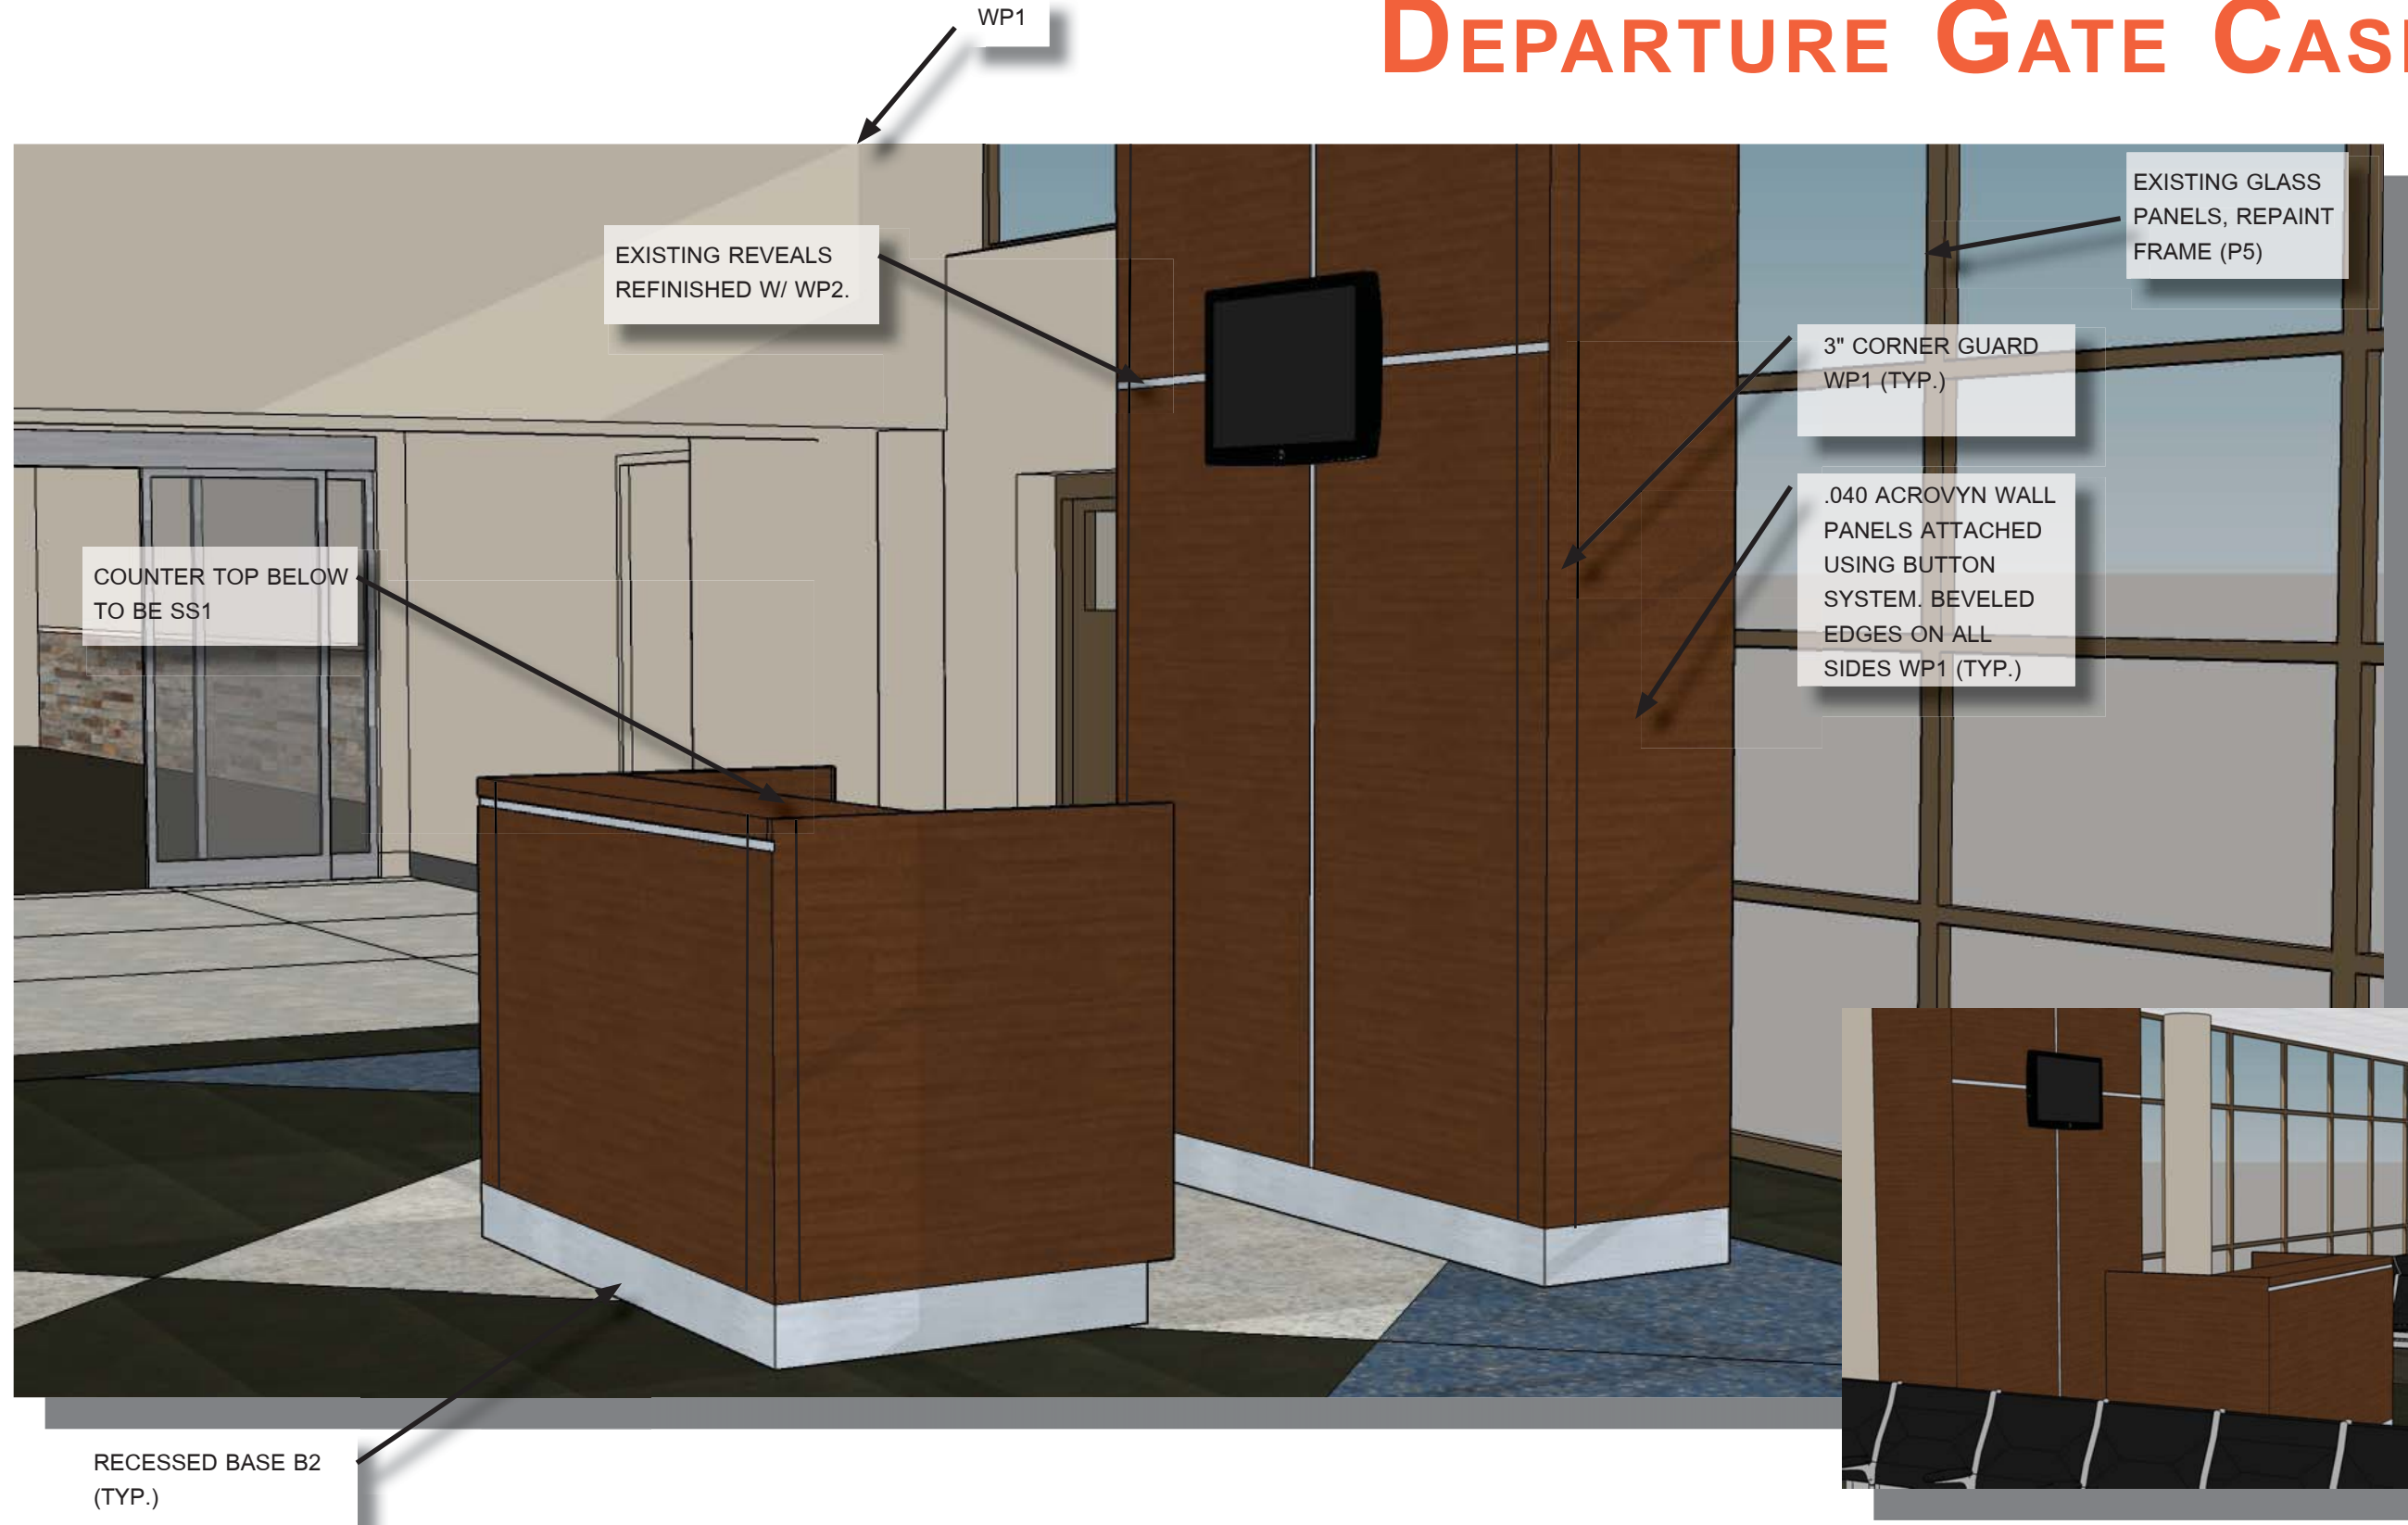 WP1
DEPARTURE GATE
EXISTING GLASS
PANELS, REPAINT
FRAME (P5)
EXISTING REVEALS
REFINISHED W/ WP2.
3" CORNER GUARD
WP1 (TYP.)
.040 ACROVYN WALL
PANELS ATTACHED
USING BUTTON
SYSTEM. BEVELED
EDGES ON ALL
SIDES WP1 (TYP.)
COUNTER TOP BELOW
TO BE SS1
RECESSED BASE B2
(TYP.)